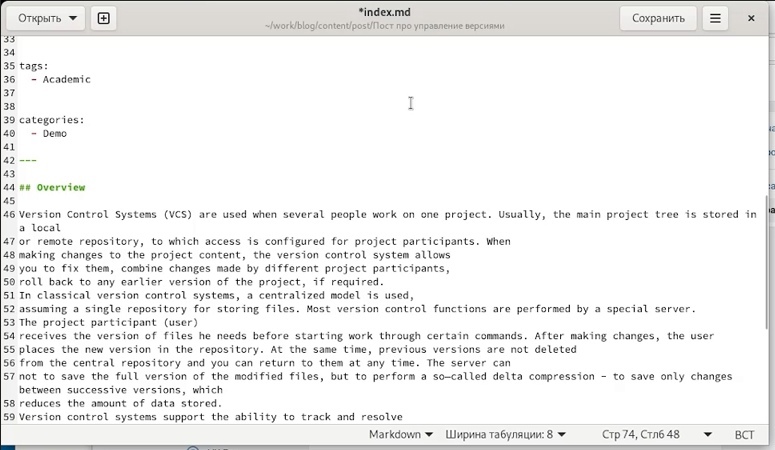 Открыть
*index.md
~/work/blog/content/post/Пост про управление версиями
Сохранить
33
34
35 tags:
36   - Academic
37
38
39 categories:
40   - Demo
41
42 ---
43
44 ## Overview
45
46 Version Control Systems (VCS) are used when several people work on one project. Usually, the main project tree is stored in
a local
47 or remote repository, to which access is configured for project participants. When
48 making changes to the project content, the version control system allows
49 you to fix them, combine changes made by different project participants,
50 roll back to any earlier version of the project, if required.
51 In classical version control systems, a centralized model is used,
52 assuming a single repository for storing files. Most version control functions are performed by a special server.
53 The project participant (user)
54 receives the version of files he needs before starting work through certain commands. After making changes, the user
55 places the new version in the repository. At the same time, previous versions are not deleted
56 from the central repository and you can return to them at any time. The server can
57 not to save the full version of the modified files, but to perform a so—called delta compression – to save only changes
between successive versions, which
58 reduces the amount of data stored.
59 Version control systems support the ability to track and resolve
Markdown
Ширина табуляции: 8
Стр 74, Стлб 48
ВСТ